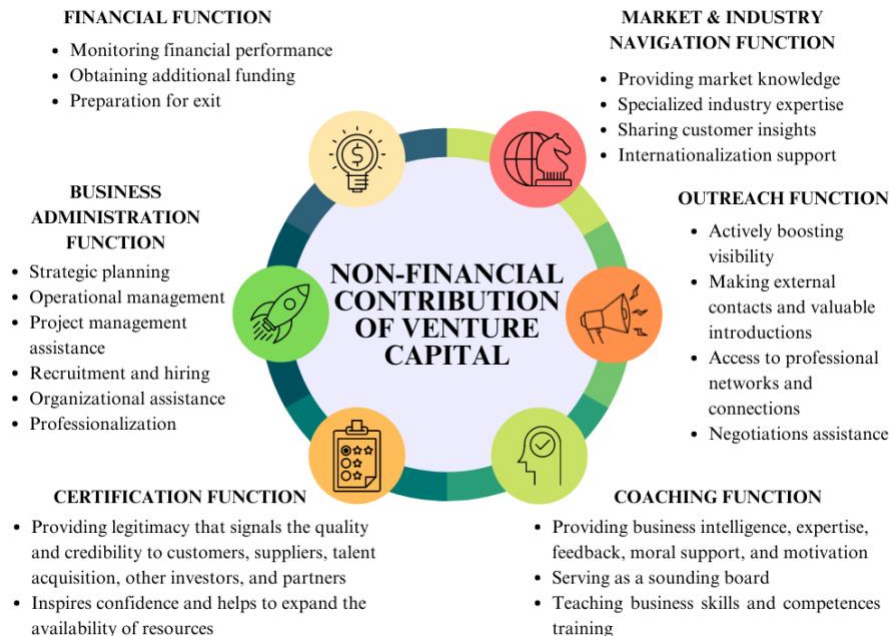 FINANCIAL FUNCTION
• Monitoring financial performance
• Obtaining additional funding
• Preparation for exit
MARKET & INDUSTRY
NAVIGATION FUNCTION
• Providing market knowledge
• Specialized industry expertise
• Sharing customer insights
• Internationalization support
BUSINESS
ADMINISTRATION
FUNCTION
• Strategic planning
• Operational management
• Project management
assistance
• Recruitment and hiring
• Organizational assistance
• Professionalization
NON-FINANCIAL
CONTRIBUTION
OF VENTURE
CAPITAL
OUTREACH FUNCTION
• Actively boosting
visibility
• Making external
contacts and valuable
introductions
• Access to professional
networks and
connections
• Negotiations assistance
CERTIFICATION FUNCTION
• Providing legitimacy that signals the quality
and credibility to customers, suppliers, talent
acquisition, other investors, and partners
• Inspires confidence and helps to expand the
availability of resources
COACHING FUNCTION
• Providing business intelligence, expertise,
feedback, moral support, and motivation
• Serving as a sounding board
• Teaching business skills and competences
training